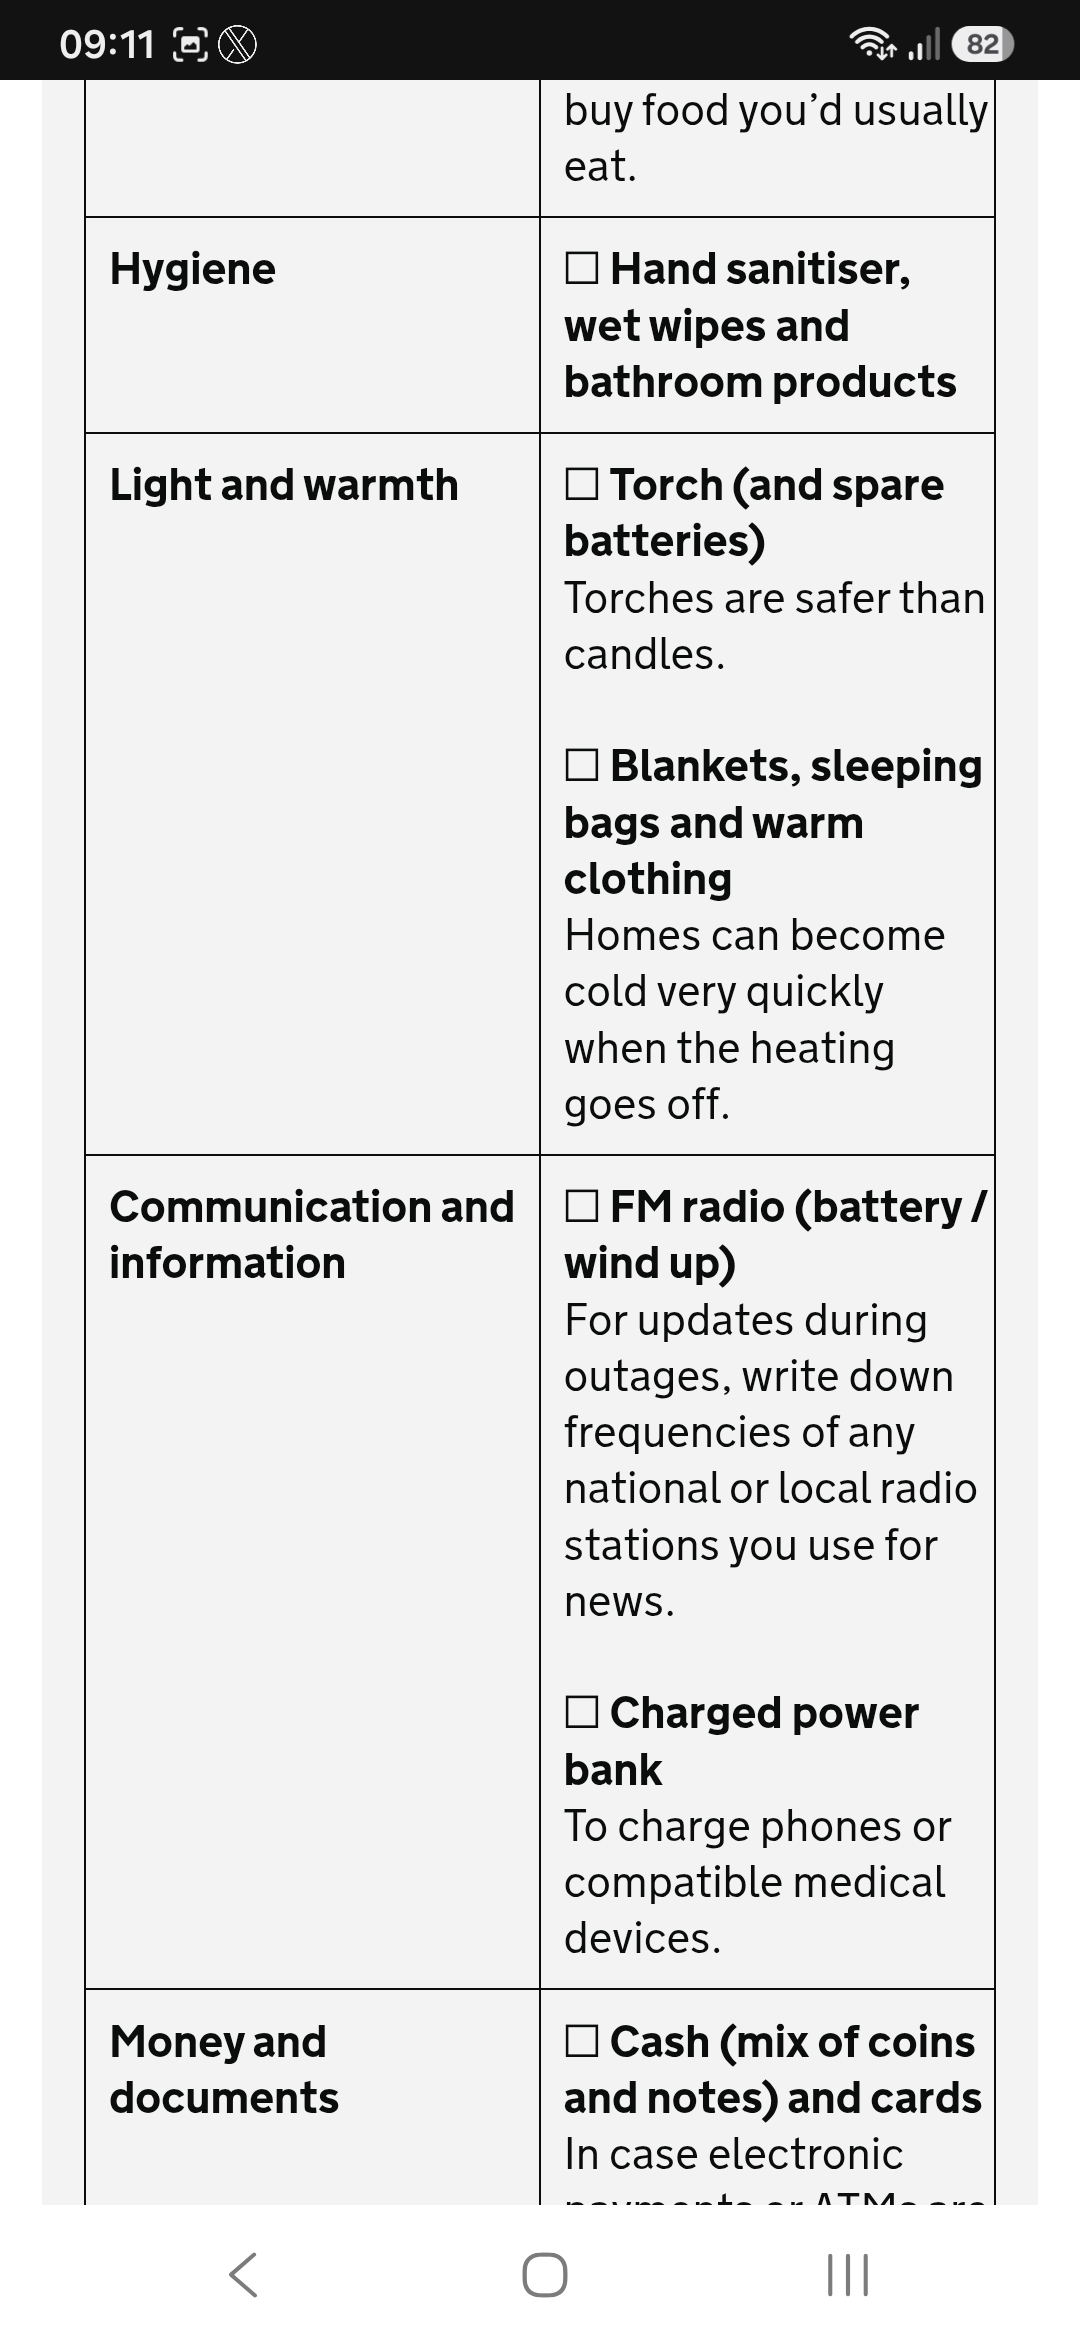 09:11
82
buy food you’d usually
eat.
Hygiene
☐ Hand sanitiser,
wet wipes and
bathroom products
Light and warmth
☐ Torch (and spare
batteries)
Torches are safer than
candles.
☐ Blankets, sleeping
bags and warm
clothing
Homes can become
cold very quickly
when the heating
goes off.
Communication and
information
☐ FM radio (battery /
wind up)
For updates during
outages, write down
frequencies of any
national or local radio
stations you use for
news.
☐ Charged power
bank
To charge phones or
compatible medical
devices.
Money and
documents
☐ Cash (mix of coins
and notes) and cards
In case electronic
payments or ATMs are